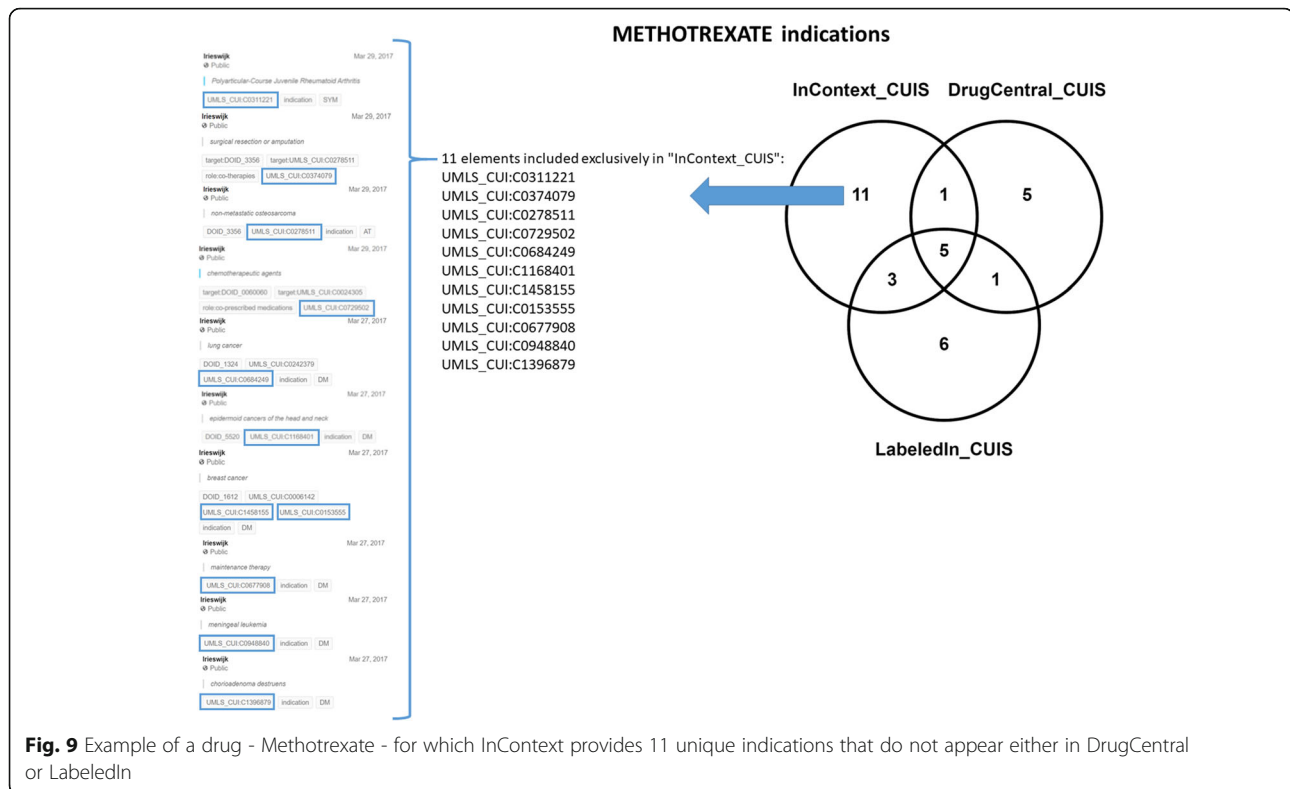 METHOTREXATE indications
Irieswijk Mar 29, 2017
Public
Polyarticular-Course Juvenile Rheumatoid Arthritis
UMLS_CUI:C0311221 indication SYM
Irieswijk Mar 29, 2017
Public
surgical resection or amputation
target:DOID_3356 target:UMLS_CUI:C0278511
role:co-therapies UMLS_CUI:C0374079
Irieswijk Mar 29, 2017
Public
non-metastatic osteosarcoma
DOID_3356 UMLS_CUI:C0278511 indication AT
Irieswijk Mar 29, 2017
Public
chemotherapeutic agents
target:DOID_0060060 target:UMLS_CUI:C0024305
role:co-prescribed medications UMLS_CUI:C0729502
Irieswijk Mar 27, 2017
Public
lung cancer
DOID_1324 UMLS_CUI:C0242379
UMLS_CUI:C0684249 indication DM
Irieswijk Mar 27, 2017
Public
epidermoid cancers of the head and neck
DOID_5520 UMLS_CUI:C1168401 indication DM
Irieswijk Mar 27, 2017
Public
breast cancer
DOID_1612 UMLS_CUI:C0006142
UMLS_CUI:C1458155 UMLS_CUI:C0153555
indication DM
Irieswijk Mar 27, 2017
Public
maintenance therapy
UMLS_CUI:C0677908 indication DM
Irieswijk Mar 27, 2017
Public
meningeal leukemia
UMLS_CUI:C0948840 indication DM
Irieswijk Mar 27, 2017
Public
chorioadenoma destruens
UMLS_CUI:C1396879 indication DM
11 elements included exclusively in "InContext_CUIS":
UMLS_CUI:C0311221
UMLS_CUI:C0374079
UMLS_CUI:C0278511
UMLS_CUI:C0729502
UMLS_CUI:C0684249
UMLS_CUI:C1168401
UMLS_CUI:C1458155
UMLS_CUI:C0153555
UMLS_CUI:C0677908
UMLS_CUI:C0948840
UMLS_CUI:C1396879
InContext_CUIS DrugCentral_CUIS
11 1 5
5
3 1
6
LabeledIn_CUIS
Fig. 9 Example of a drug - Methotrexate - for which InContext provides 11 unique indications that do not appear either in DrugCentral
or LabeledIn